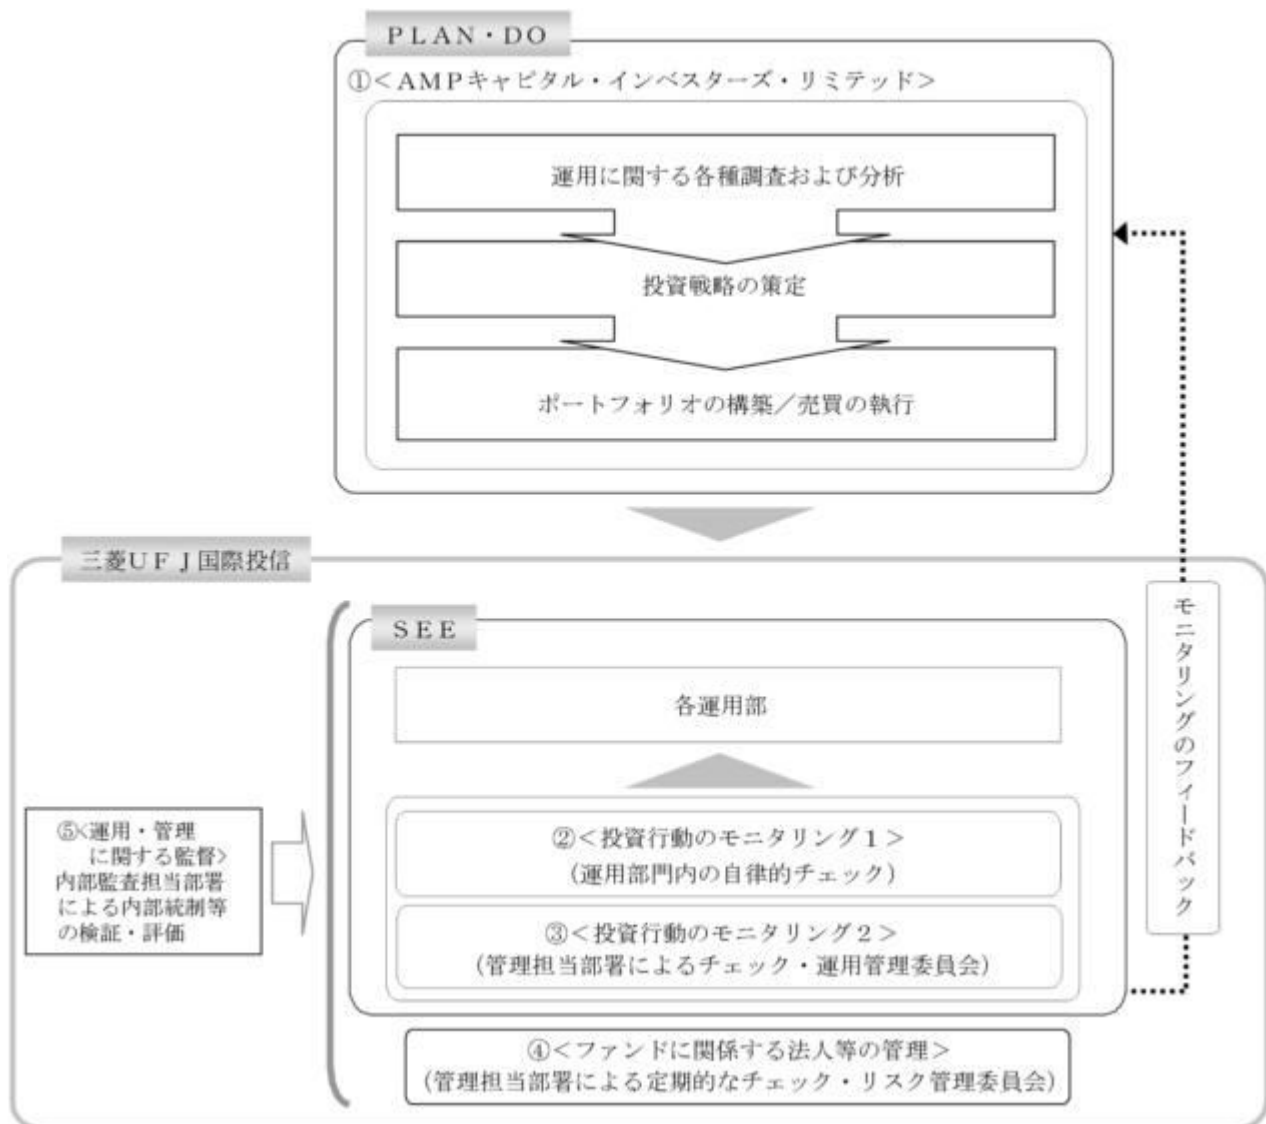 PLAN・DO
①<AMPキャピタル・インベスターズ・リミテッド>
運用に関する各種調査および分析
投資戦略の策定
ポートフォリオの構築/売買の執行
三菱UFJ国際投信
SEE
各運用部
②<投資行動のモニタリング1>
(運用部門内の自律的チェック)
③<投資行動のモニタリング2>
(管理担当部署によるチェック・運用管理委員会)
④<ファンドに関係する法人等の管理>
(管理担当部署による定期的なチェック・リスク管理委員会)
⑤<運用・管理
に関する監督>
内部監査担当部署
による内部統制等
の検証・評価
モニタリングのフィードバック